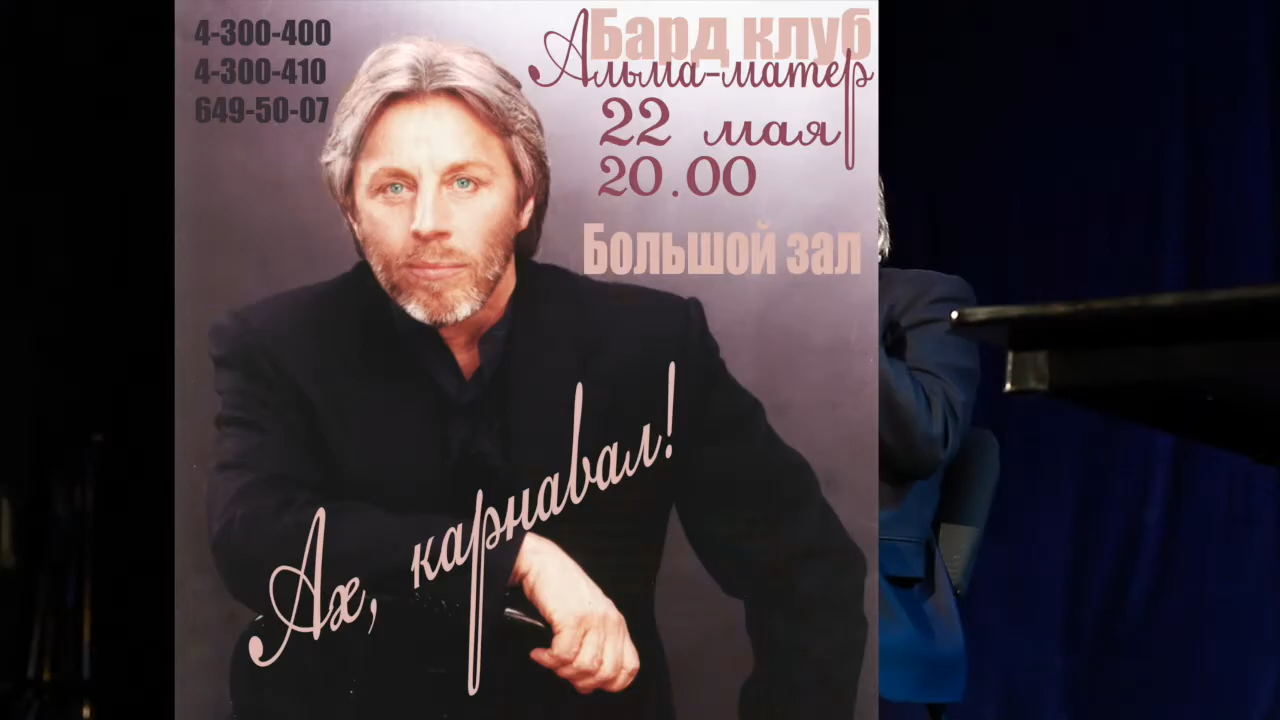 4-300-400
4-300-410
649-50-07
Бард клуб
Альма-матер
22 мая
20.00
Большой зал
Ах, карнавал!